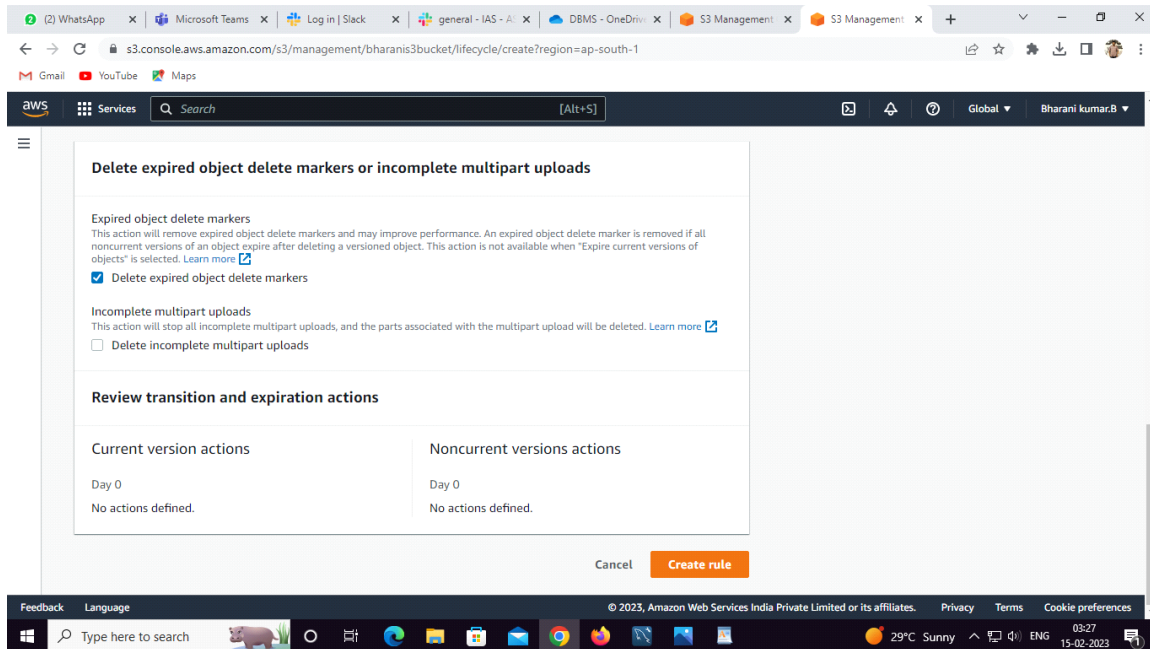 (2) WhatsApp
Microsoft Teams
Log in | Slack
general - IAS - A
DBMS - OneDrive
S3 Management
S3 Management
s3.console.aws.amazon.com/s3/management/bharanis3bucket/lifecycle/create?region=ap-south-1
Gmail YouTube Maps
aws Services Search [Alt+S] Global Bharani kumar.B
Delete expired object delete markers or incomplete multipart uploads
Expired object delete markers
This action will remove expired object delete markers and may improve performance. An expired object delete marker is removed if all
noncurrent versions of an object expire after deleting a versioned object. This action is not available when "Expire current versions of
objects" is selected. Learn more
Delete expired object delete markers
Incomplete multipart uploads
This action will stop all incomplete multipart uploads, and the parts associated with the multipart upload will be deleted. Learn more
Delete incomplete multipart uploads
Review transition and expiration actions
Current version actions
Day 0
No actions defined.
Noncurrent versions actions
Day 0
No actions defined.
Cancel Create rule
Feedback Language © 2023, Amazon Web Services India Private Limited or its affiliates. Privacy Terms Cookie preferences
Type here to search 29°C Sunny ENG 03:27
15-02-2023 1